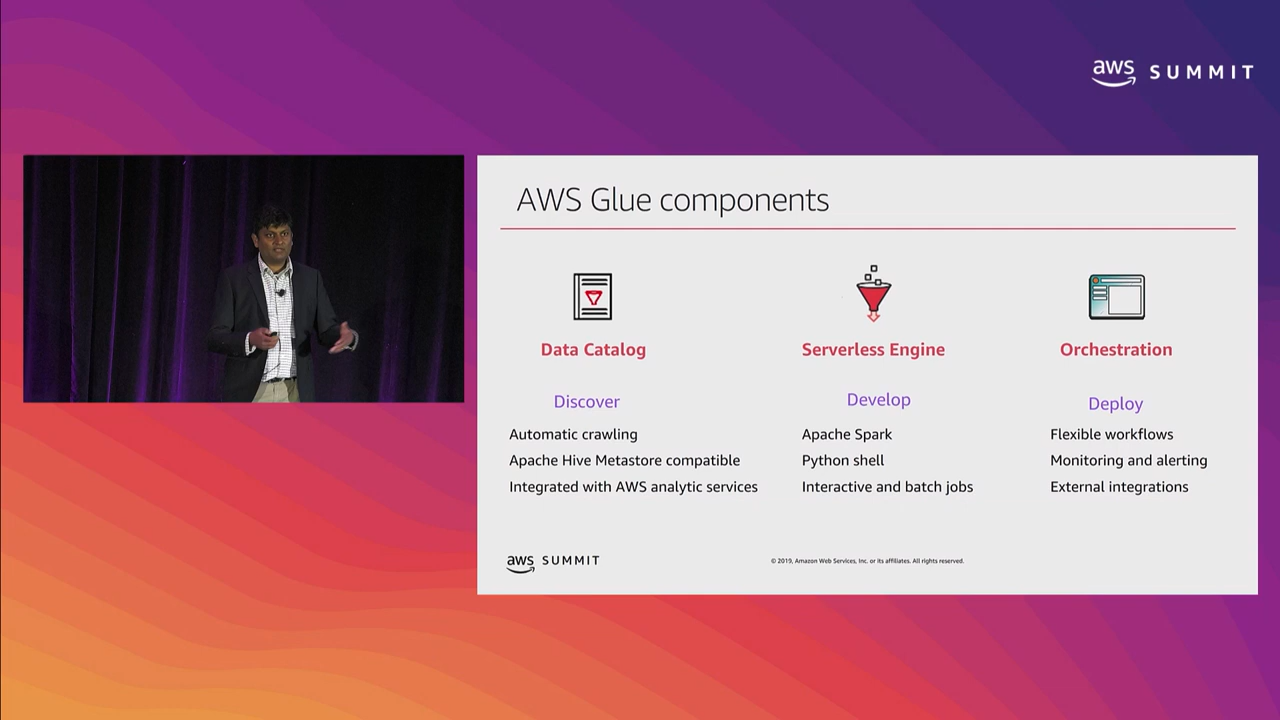 aws SUMMIT
AWS Glue components
Data Catalog
Discover
Automatic crawling
Apache Hive Metastore compatible
Integrated with AWS analytic services
Serverless Engine
Develop
Apache Spark
Python shell
Interactive and batch jobs
Orchestration
Deploy
Flexible workflows
Monitoring and alerting
External integrations
aws SUMMIT
© 2019, Amazon Web Services, Inc. or its affiliates. All rights reserved.